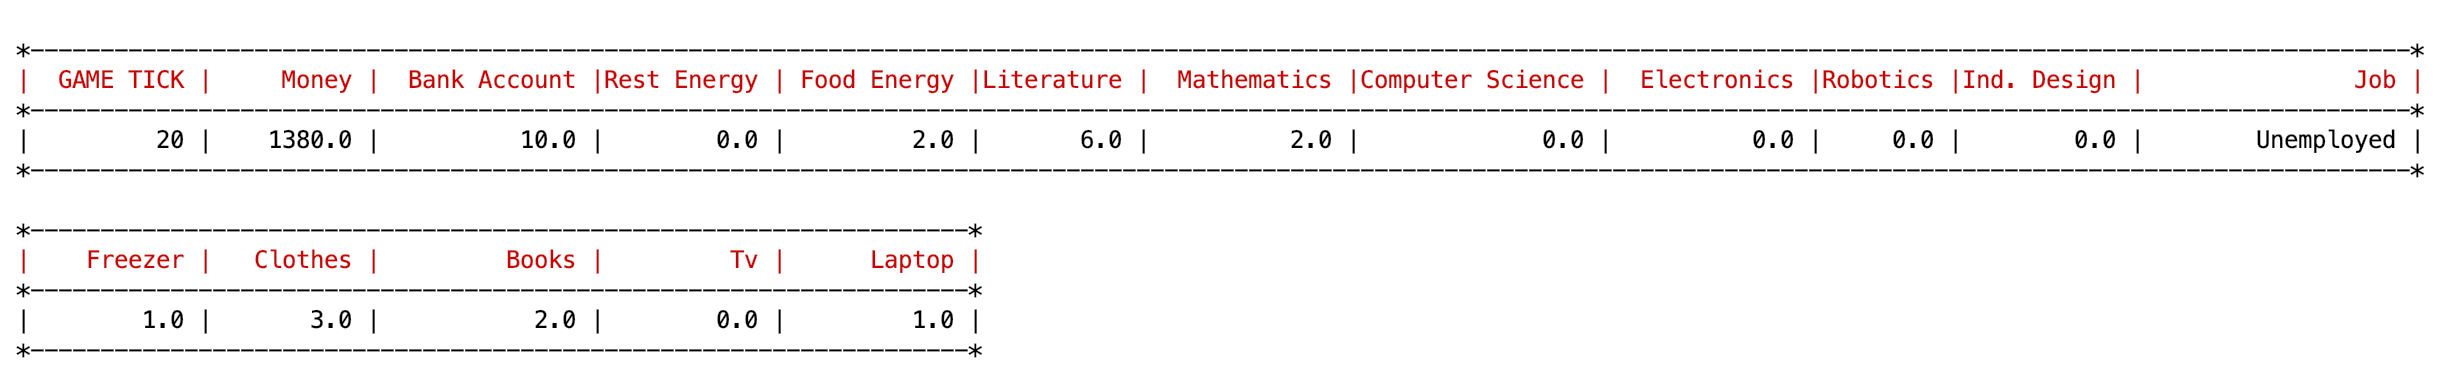 *--------------------------------------------------------------------------------------------------------------------------------------------------------------------------*
|  GAME TICK |     Money |  Bank Account |Rest Energy | Food Energy |Literature |  Mathematics |Computer Science |  Electronics |Robotics |Ind. Design |               Job |
*--------------------------------------------------------------------------------------------------------------------------------------------------------------------------*
|         20 |    1380.0 |          10.0 |        0.0 |         2.0 |       6.0 |          2.0 |             0.0 |          0.0 |     0.0 |        0.0 |        Unemployed |
*--------------------------------------------------------------------------------------------------------------------------------------------------------------------------*
*-------------------------------------------------------------------*
|    Freezer |   Clothes |         Books |         Tv |      Laptop |
*-------------------------------------------------------------------*
|        1.0 |       3.0 |           2.0 |        0.0 |         1.0 |
*-------------------------------------------------------------------*